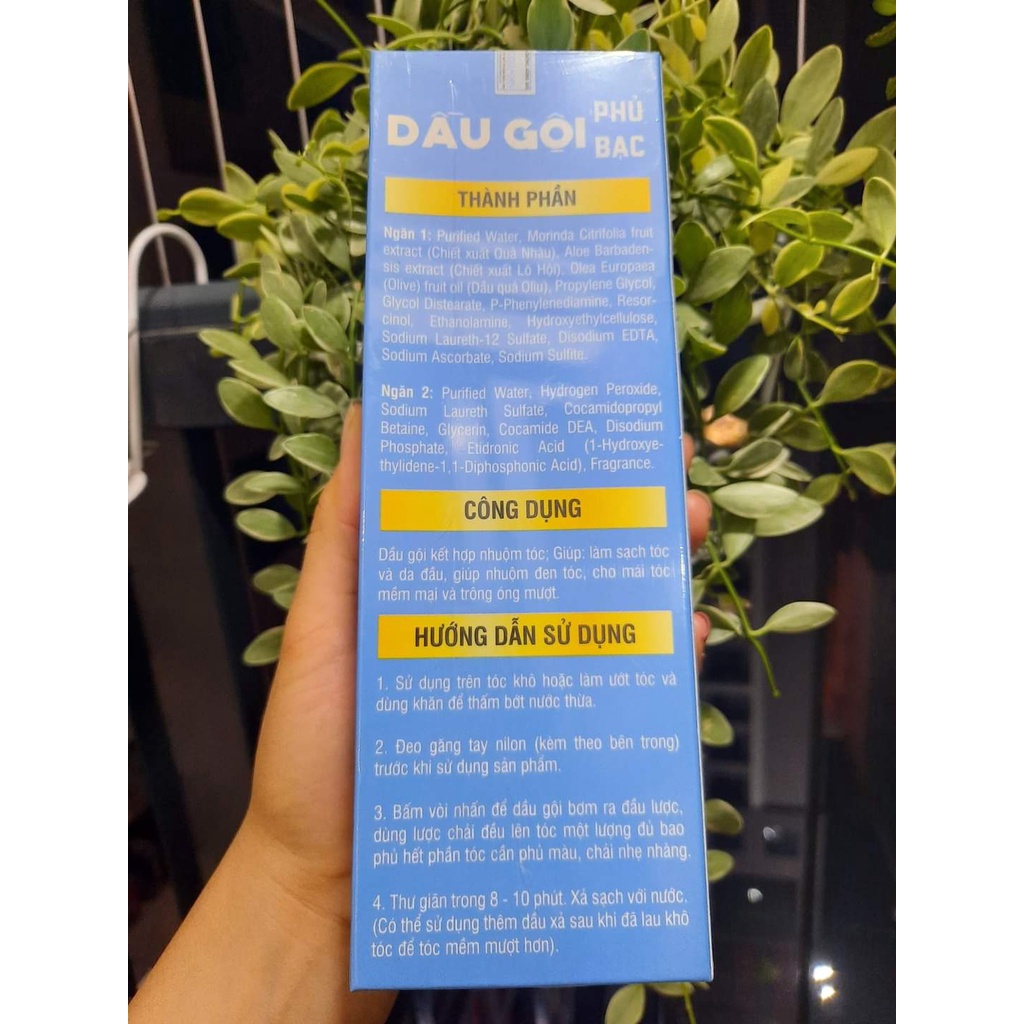 DẦU GỘI PHỦ
BẠC
THÀNH PHẦN
Ngăn 1: Purified Water, Morinda Citrifolia fruit
extract (Chiết xuất Quả Nhàu), Aloe Barbaden-
sis extract (Chiết xuất Lô Hội), Olea Europaea
(Olive) fruit oil (Dầu quả Oliu), Propylene Glycol,
Glycol Distearate, P-Phenylenediamine, Resor-
cinol, Ethanolamine, Hydroxyethylcellulose,
Sodium Laureth-12 Sulfate, Disodium EDTA,
Sodium Ascorbate, Sodium Sulfite.
Ngăn 2: Purified Water, Hydrogen Peroxide,
Sodium Laureth Sulfate, Cocamidopropyl
Betaine, Glycerin, Cocamide DEA, Disodium
Phosphate, Etidronic Acid (1-Hydroxye-
thylidene-1,1-Diphosphonic Acid), Fragrance.
CÔNG DỤNG
Dầu gội kết hợp nhuộm tóc; Giúp: làm sạch tóc
và da đầu, giúp nhuộm đen tóc, cho mái tóc
mềm mại và trông óng mượt.
HƯỚNG DẪN SỬ DỤNG
1. Sử dụng trên tóc khô hoặc làm ướt tóc và
dùng khăn để thấm bớt nước thừa.
2. Đeo găng tay nilon (kèm theo bên trong)
trước khi sử dụng sản phẩm.
3. Bấm vòi nhấn để dầu gội bơm ra đầu lược,
dùng lược chải đều lên tóc một lượng đủ bao
phủ hết phần tóc cần phủ màu, chải nhẹ nhàng.
4. Thư giãn trong 8 - 10 phút. Xả sạch với nước.
(Có thể sử dụng thêm dầu xả sau khi đã lau khô
tóc để tóc mềm mượt hơn).